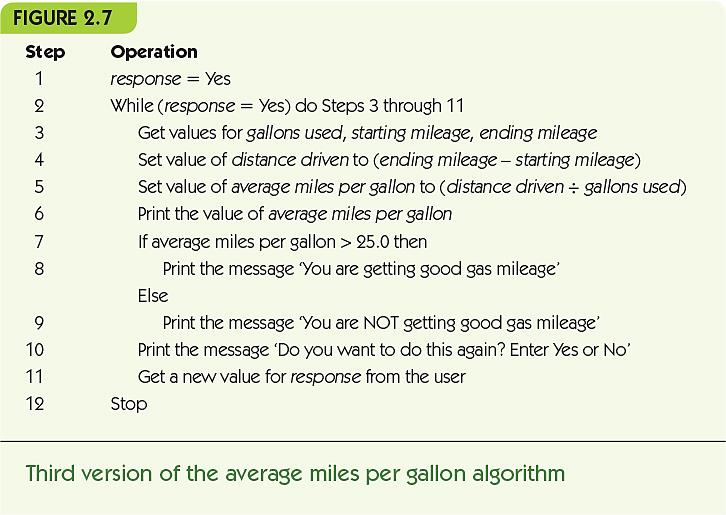 FIGURE 2.7
Step Operation
1 response = Yes
2 While (response = Yes) do Steps 3 through 11
3 Get values for gallons used, starting mileage, ending mileage
4 Set value of distance driven to (ending mileage – starting mileage)
5 Set value of average miles per gallon to (distance driven ÷ gallons used)
6 Print the value of average miles per gallon
7 If average miles per gallon > 25.0 then
8 Print the message ‘You are getting good gas mileage’
Else
9 Print the message ‘You are NOT getting good gas mileage’
10 Print the message ‘Do you want to do this again? Enter Yes or No’
11 Get a new value for response from the user
12 Stop
Third version of the average miles per gallon algorithm